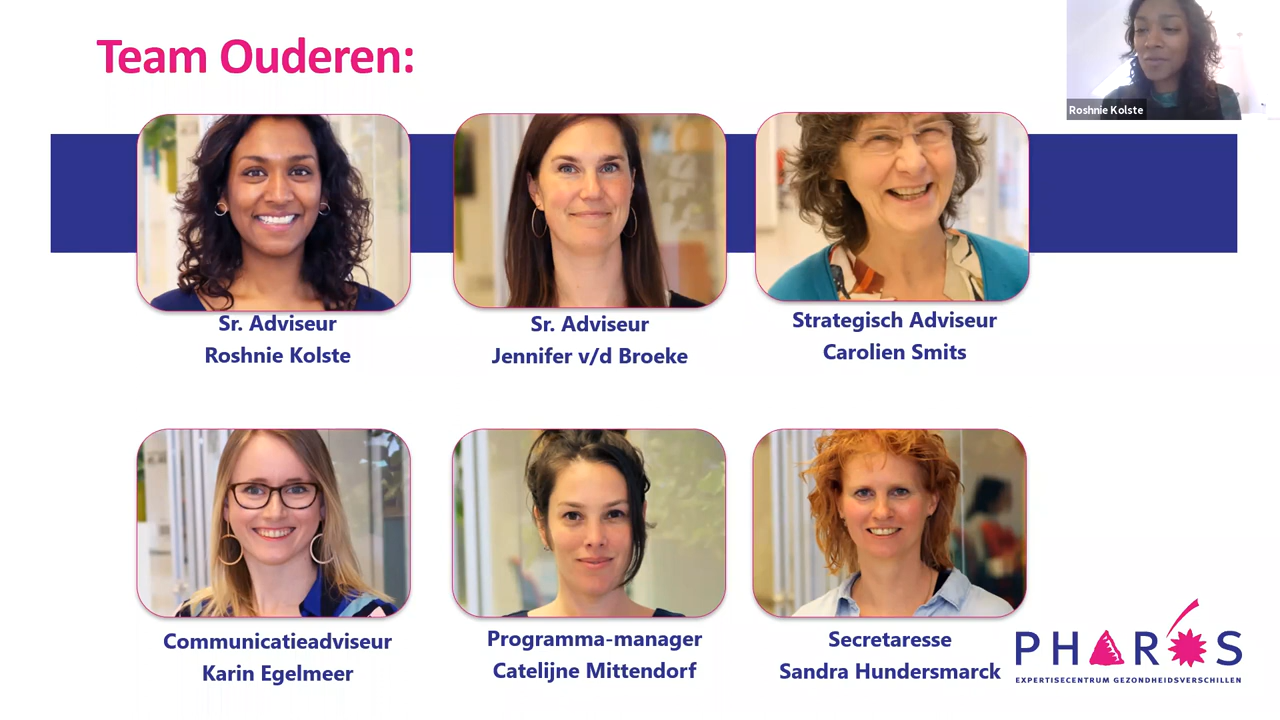 Team Ouderen:
Roshnie Kolste
Sr. Adviseur
Roshnie Kolste
Sr. Adviseur
Jennifer v/d Broeke
Strategisch Adviseur
Carolien Smits
Communicatieadviseur
Karin Egelmeer
Programma-manager
Catelijne Mittendorf
Secretaresse
Sandra Hundersmarck
PHAROS
EXPERTISECENTRUM GEZONDHEIDSVERSCHILLEN